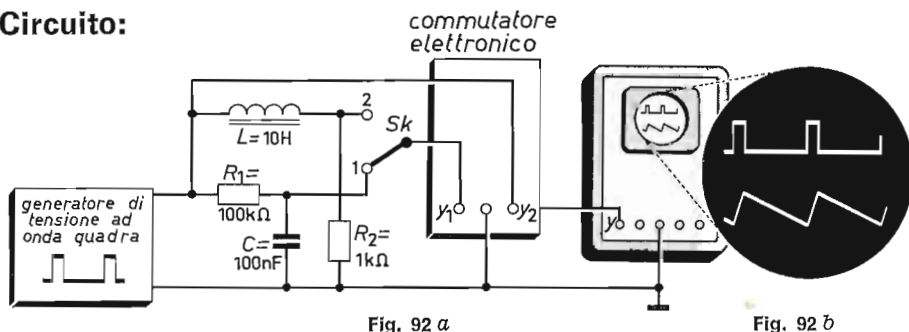 Circuito:
commutatore
elettronico
2
L=10H
Sk
1
R₁=
100kΩ
generatore di
tensione ad
onda quadra
C=
100nF
R₂=
1kΩ
y₁
y₂
y
Fig. 92 a
Fig. 92 b